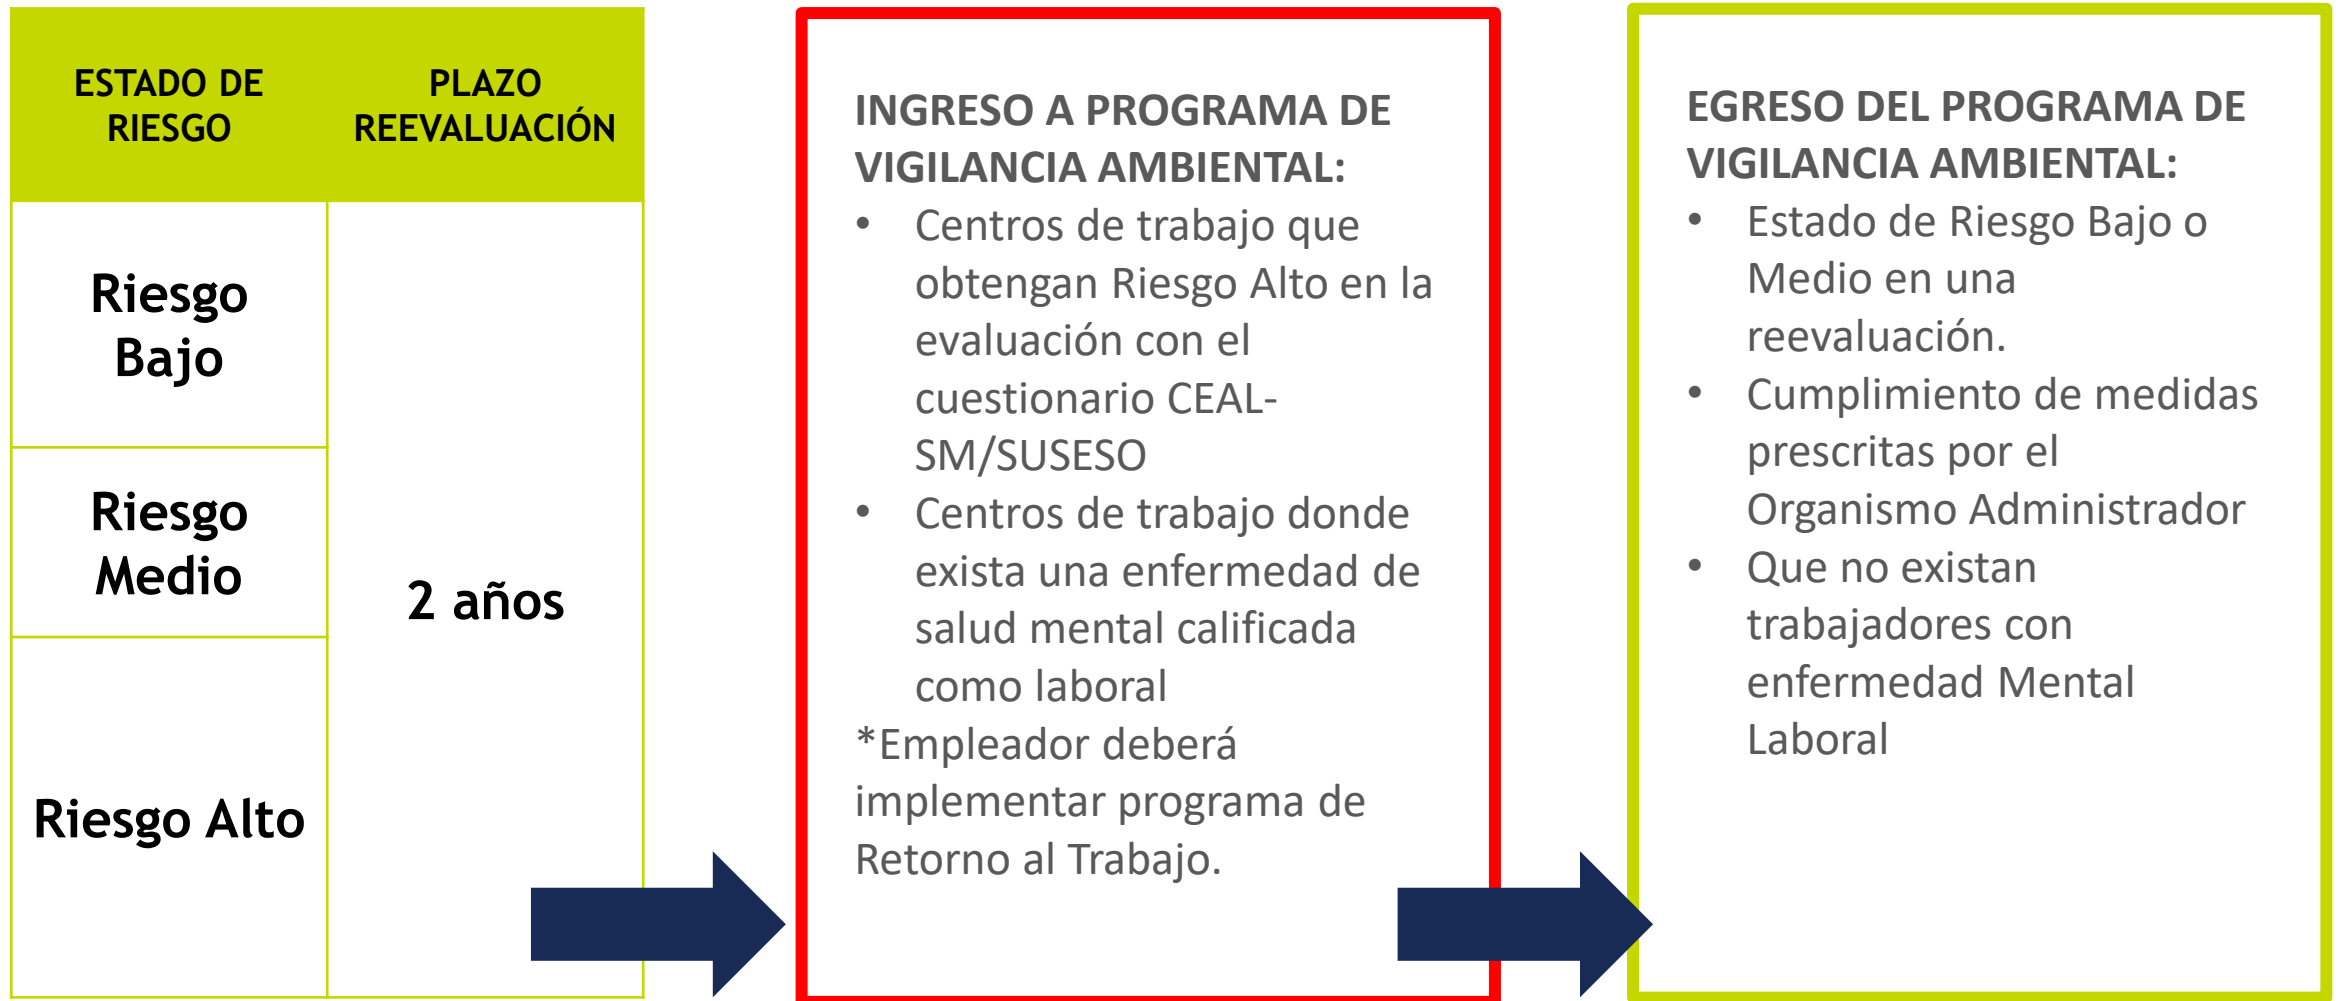 ESTADO DE
RIESGO
PLAZO
REEVALUACIÓN
Riesgo
Bajo
Riesgo
Medio
Riesgo Alto
2 años
INGRESO A PROGRAMA DE
VIGILANCIA AMBIENTAL:
• Centros de trabajo que
obtengan Riesgo Alto en la
evaluación con el
cuestionario CEAL-
SM/SUSESO
• Centros de trabajo donde
exista una enfermedad de
salud mental calificada
como laboral
*Empleador deberá
implementar programa de
Retorno al Trabajo.
EGRESO DEL PROGRAMA DE
VIGILANCIA AMBIENTAL:
• Estado de Riesgo Bajo o
Medio en una
reevaluación.
• Cumplimiento de medidas
prescritas por el
Organismo Administrador
• Que no existan
trabajadores con
enfermedad Mental
Laboral